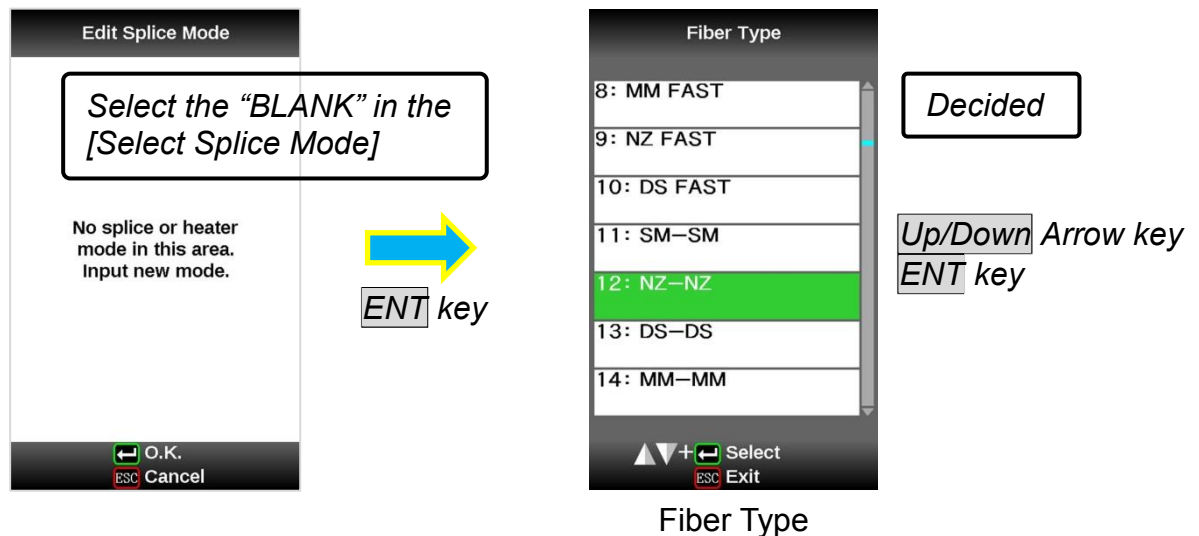 Edit Splice Mode
Select the “BLANK” in the
[Select Splice Mode]
No splice or heater
mode in this area.
Input new mode.
O.K.
ESC Cancel
ENT key
Fiber Type
8: MM FAST
9: NZ FAST
10: DS FAST
11: SM−SM
12: NZ−NZ
13: DS−DS
14: MM−MM
+ Select
ESC Exit
Fiber Type
Decided
Up/Down Arrow key
ENT key